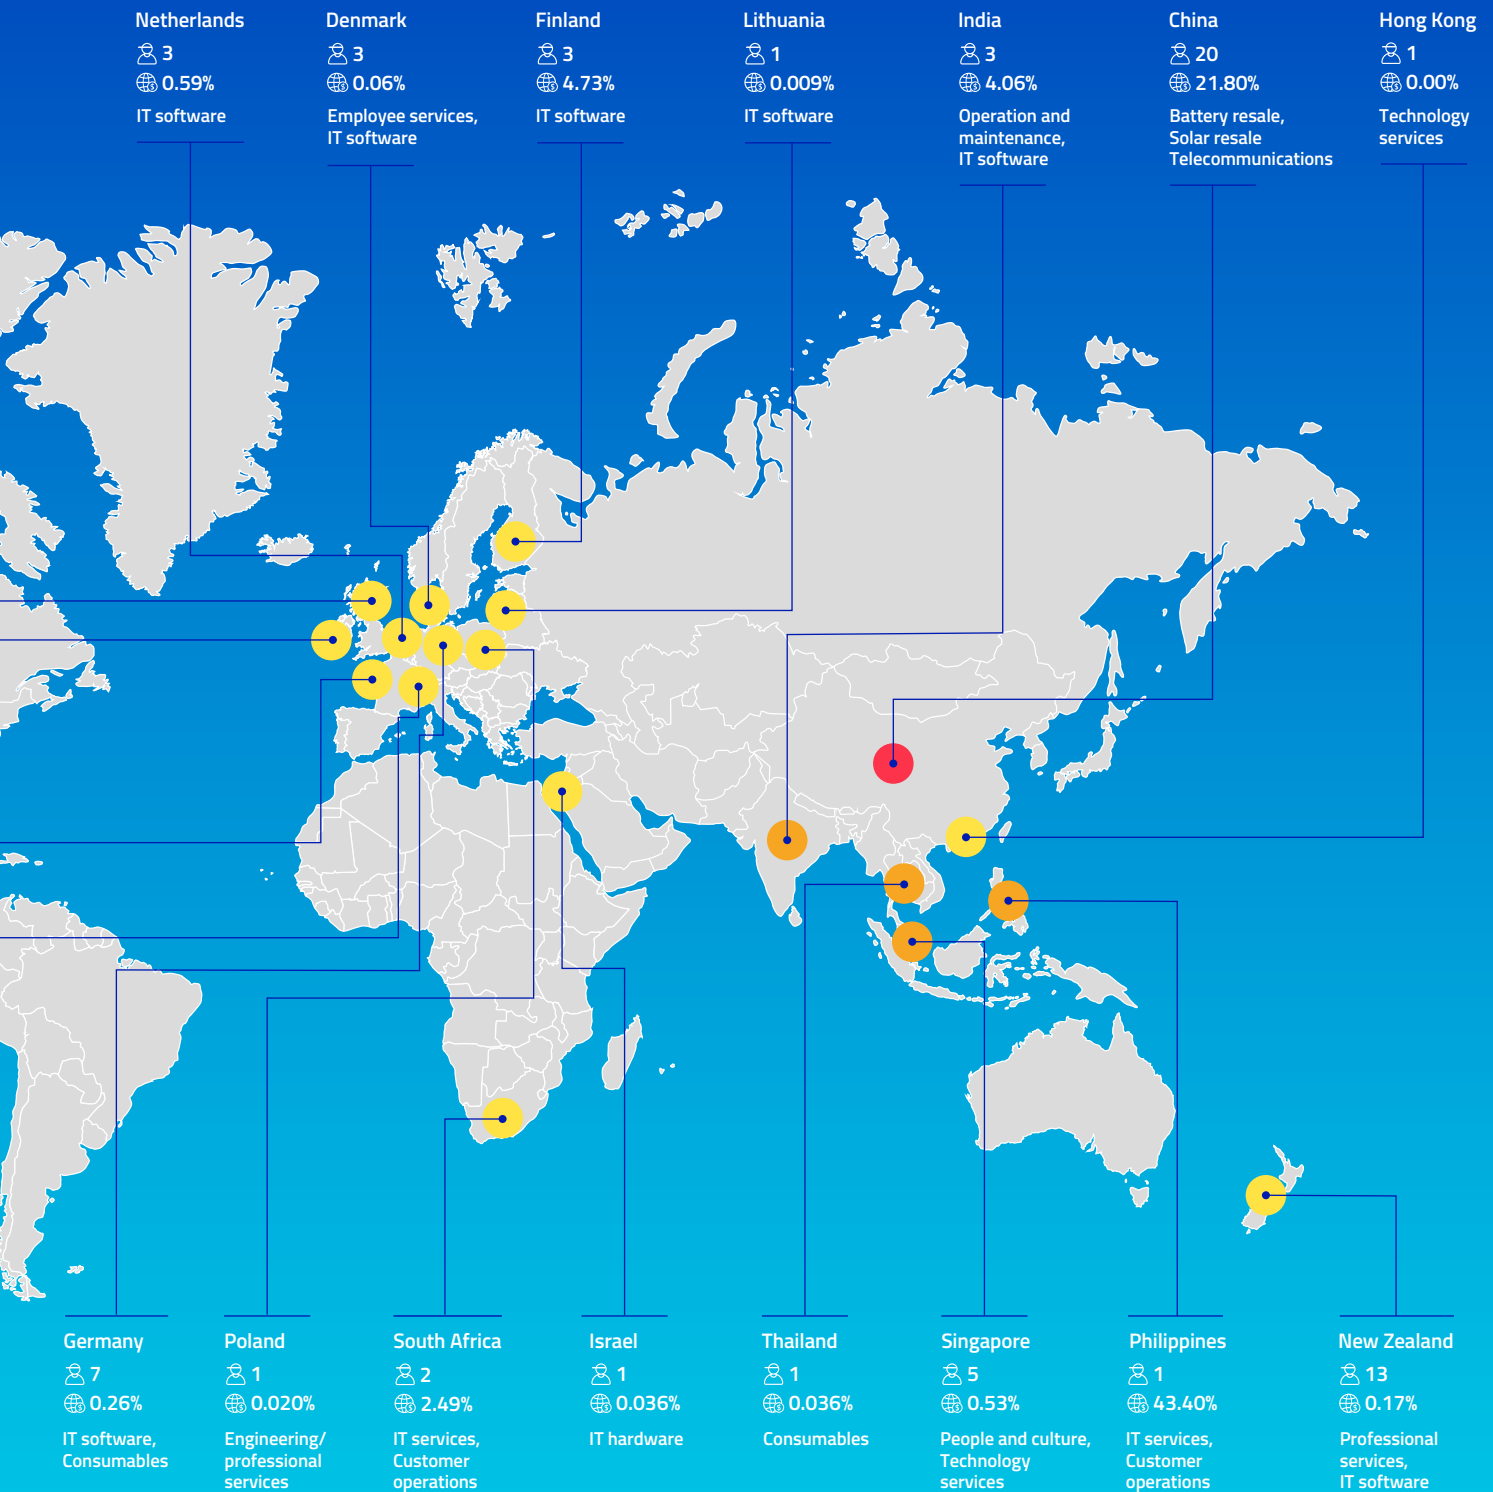 Netherlands
3
0.59%
IT software
Denmark
3
0.06%
Employee services,
IT software
Finland
3
4.73%
IT software
Lithuania
1
0.009%
IT software
India
3
4.06%
Operation and
maintenance,
IT software
China
20
21.80%
Battery resale,
Solar resale
Telecommunications
Hong Kong
1
0.00%
Technology
services
Germany
7
0.26%
IT software,
Consumables
Poland
1
0.020%
Engineering/
professional
services
South Africa
2
2.49%
IT services,
Customer
operations
Israel
1
0.036%
IT hardware
Thailand
1
0.036%
Consumables
Singapore
5
0.53%
People and culture,
Technology
services
Philippines
1
43.40%
IT services,
Customer
operations
New Zealand
13
0.17%
Professional
services,
IT software